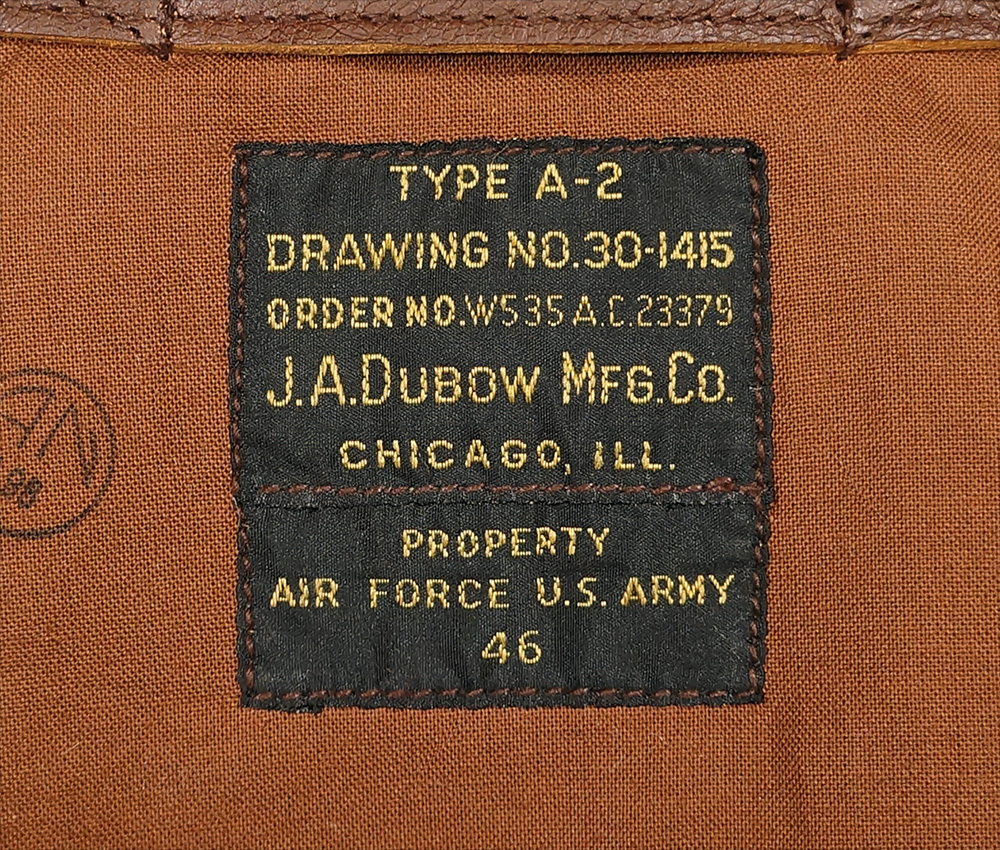 TYPE A-2
DRAWING NO.30-1415
ORDER NO.W535A.C.23379
J.A.DUBOW MFG.CO.
CHICAGO, ILL.
PROPERTY
AIR FORCE U.S. ARMY
46